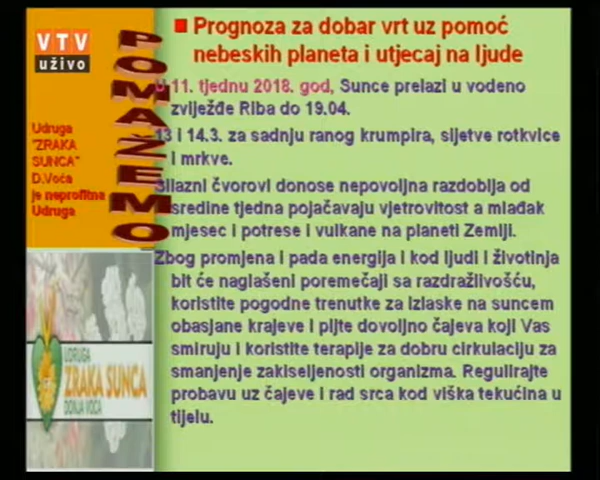 VTV
uživo
POMAŽEMO
Udruga
"ZRAKA
SUNCA"
D.Voća
je neprofitna
Udruga
Prognoza za dobar vrt uz pomoć
nebeskih planeta i utjecaj na ljude
U 11. tjednu 2018. god, Sunce prelazi u vodeno
zviježđe Riba do 19.04.
13 i 14.3. za sadnju ranog krumpira, sijetve rotkvice
i mrkve.
Silazni čvorovi donose nepovoljna razdoblja od
sredine tjedna pojačavaju vjetrovitost a mlađak
mjesec i potrese i vulkane na planeti Zemlji.
Zbog promjena i pada energija i kod ljudi i životinja
bit će naglašeni poremečaji sa razdražlivošću,
koristite pogodne trenutke za izlaske na suncem
obasjane krajeve i pijte dovoljno čajeva koji Vas
smiruju i koristite terapije za dobru cirkulaciju za
smanjenje zakiseljenosti organizma. Regulirajte
probavu uz čajeve i rad srca kod viška tekućina u
tijelu.
UDRUGA
ZRAKA SUNCA
DONJA VOĆA